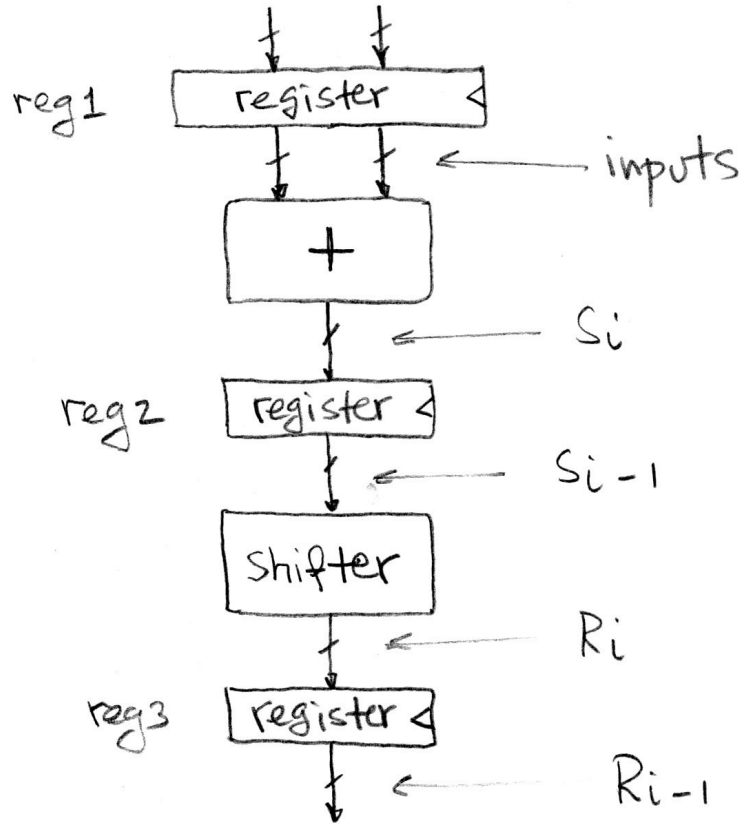 reg1 register
inputs
+
Si
reg2 register
Si-1
shifter
Ri
reg3 register
Ri-1